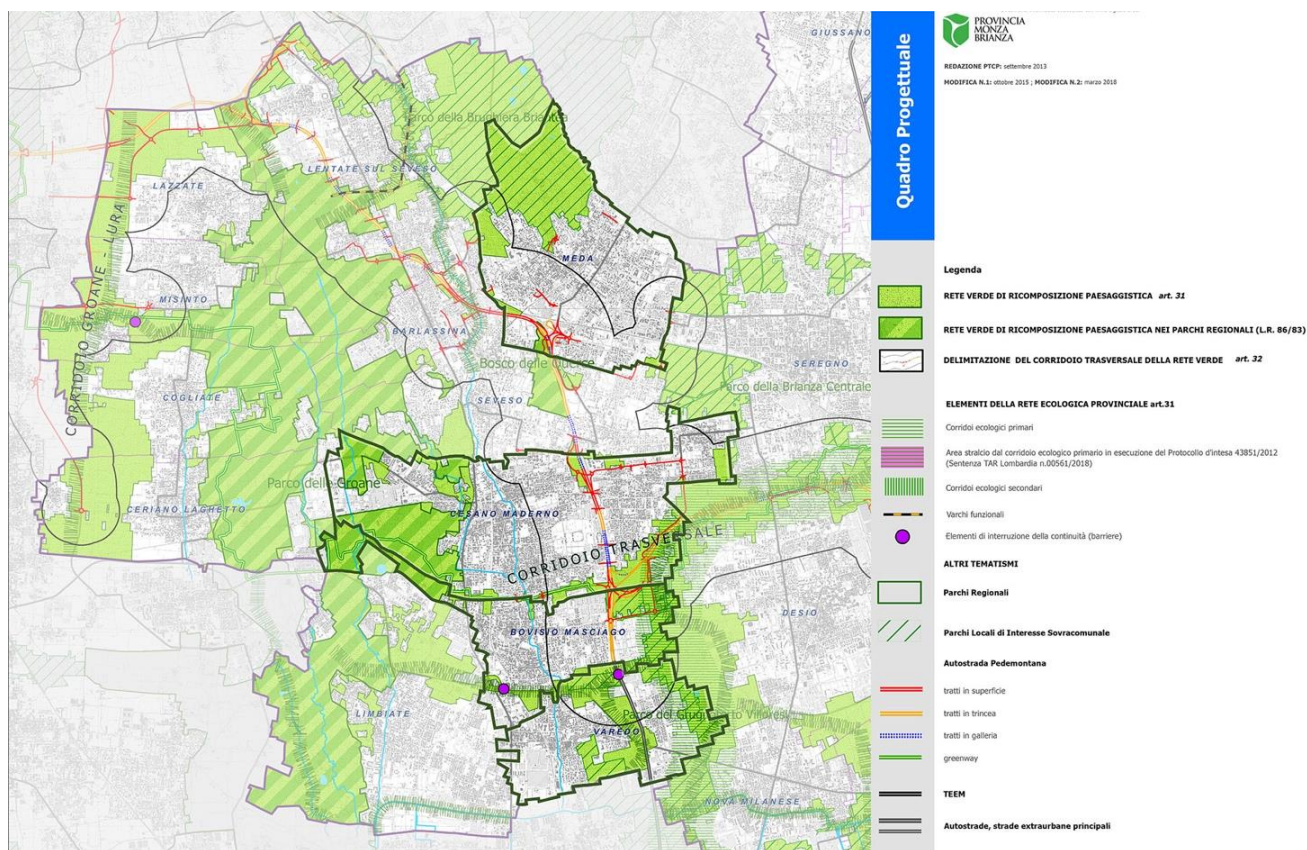 GIUSSANO
Parco della Brughiera Briantea
LENTATE SUL SEVESO
LAZZATE
MEDA
CORRIDOIO GROANE - LURA
MISINTO
BARLASSINA
Bosco delle Querce
SEREGNO
Parco della Brianza Centrale
COGLIATE
SEVESO
Parco delle Groane
CERIANO LAGHETTO
CESANO MADERNO
CORRIDOIO TRASVERSALE
DESIO
BOVISIO MASCIAGO
LIMBIATE
Parco del Grugnotorto Villoresi
VAREDO
NOVA MILANESE
Quadro Progettuale
PROVINCIA
MONZA
BRIANZA
REDAZIONE PTCP: settembre 2013
MODIFICA N.1: ottobre 2015 ; MODIFICA N.2: marzo 2018
Legenda
RETE VERDE DI RICOMPOSIZIONE PAESAGGISTICA art. 31
RETE VERDE DI RICOMPOSIZIONE PAESAGGISTICA NEI PARCHI REGIONALI (L.R. 86/83)
DELIMITAZIONE DEL CORRIDOIO TRASVERSALE DELLA RETE VERDE art. 32
ELEMENTI DELLA RETE ECOLOGICA PROVINCIALE art.31
Corridoi ecologici primari
Area stralcio dal corridoio ecologico primario in esecuzione del Protocollo d'intesa 43851/2012
(Sentenza TAR Lombardia n.00561/2018)
Corridoi ecologici secondari
Varchi funzionali
Elementi di interruzione della continuità (barriere)
ALTRI TEMATISMI
Parchi Regionali
Parchi Locali di Interesse Sovracomunale
Autostrada Pedemontana
tratti in superficie
tratti in trincea
tratti in galleria
greenway
TEEM
Autostrade, strade extraurbane principali